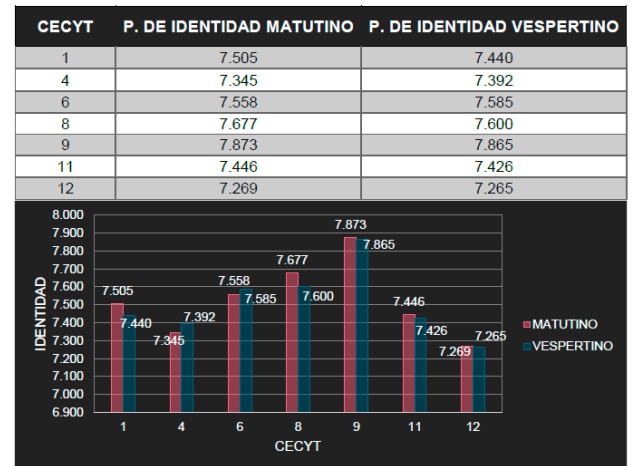 CECYT P. DE IDENTIDAD MATUTINO P. DE IDENTIDAD VESPERTINO
1 7.505 7.440
4 7.345 7.392
6 7.558 7.585
8 7.677 7.600
9 7.873 7.865
11 7.446 7.426
12 7.269 7.265
8.000
7.900
7.800
7.700
7.600
7.500
7.400
7.300
7.200
7.100
7.000
6.900
IDENTIDAD
7.505
7.440
7.345
7.392
7.558
7.585
7.677
7.600
7.873
7.865
7.446
7.426
7.269
7.265
MATUTINO
VESPERTINO
1 4 6 8 9 11 12
CECYT